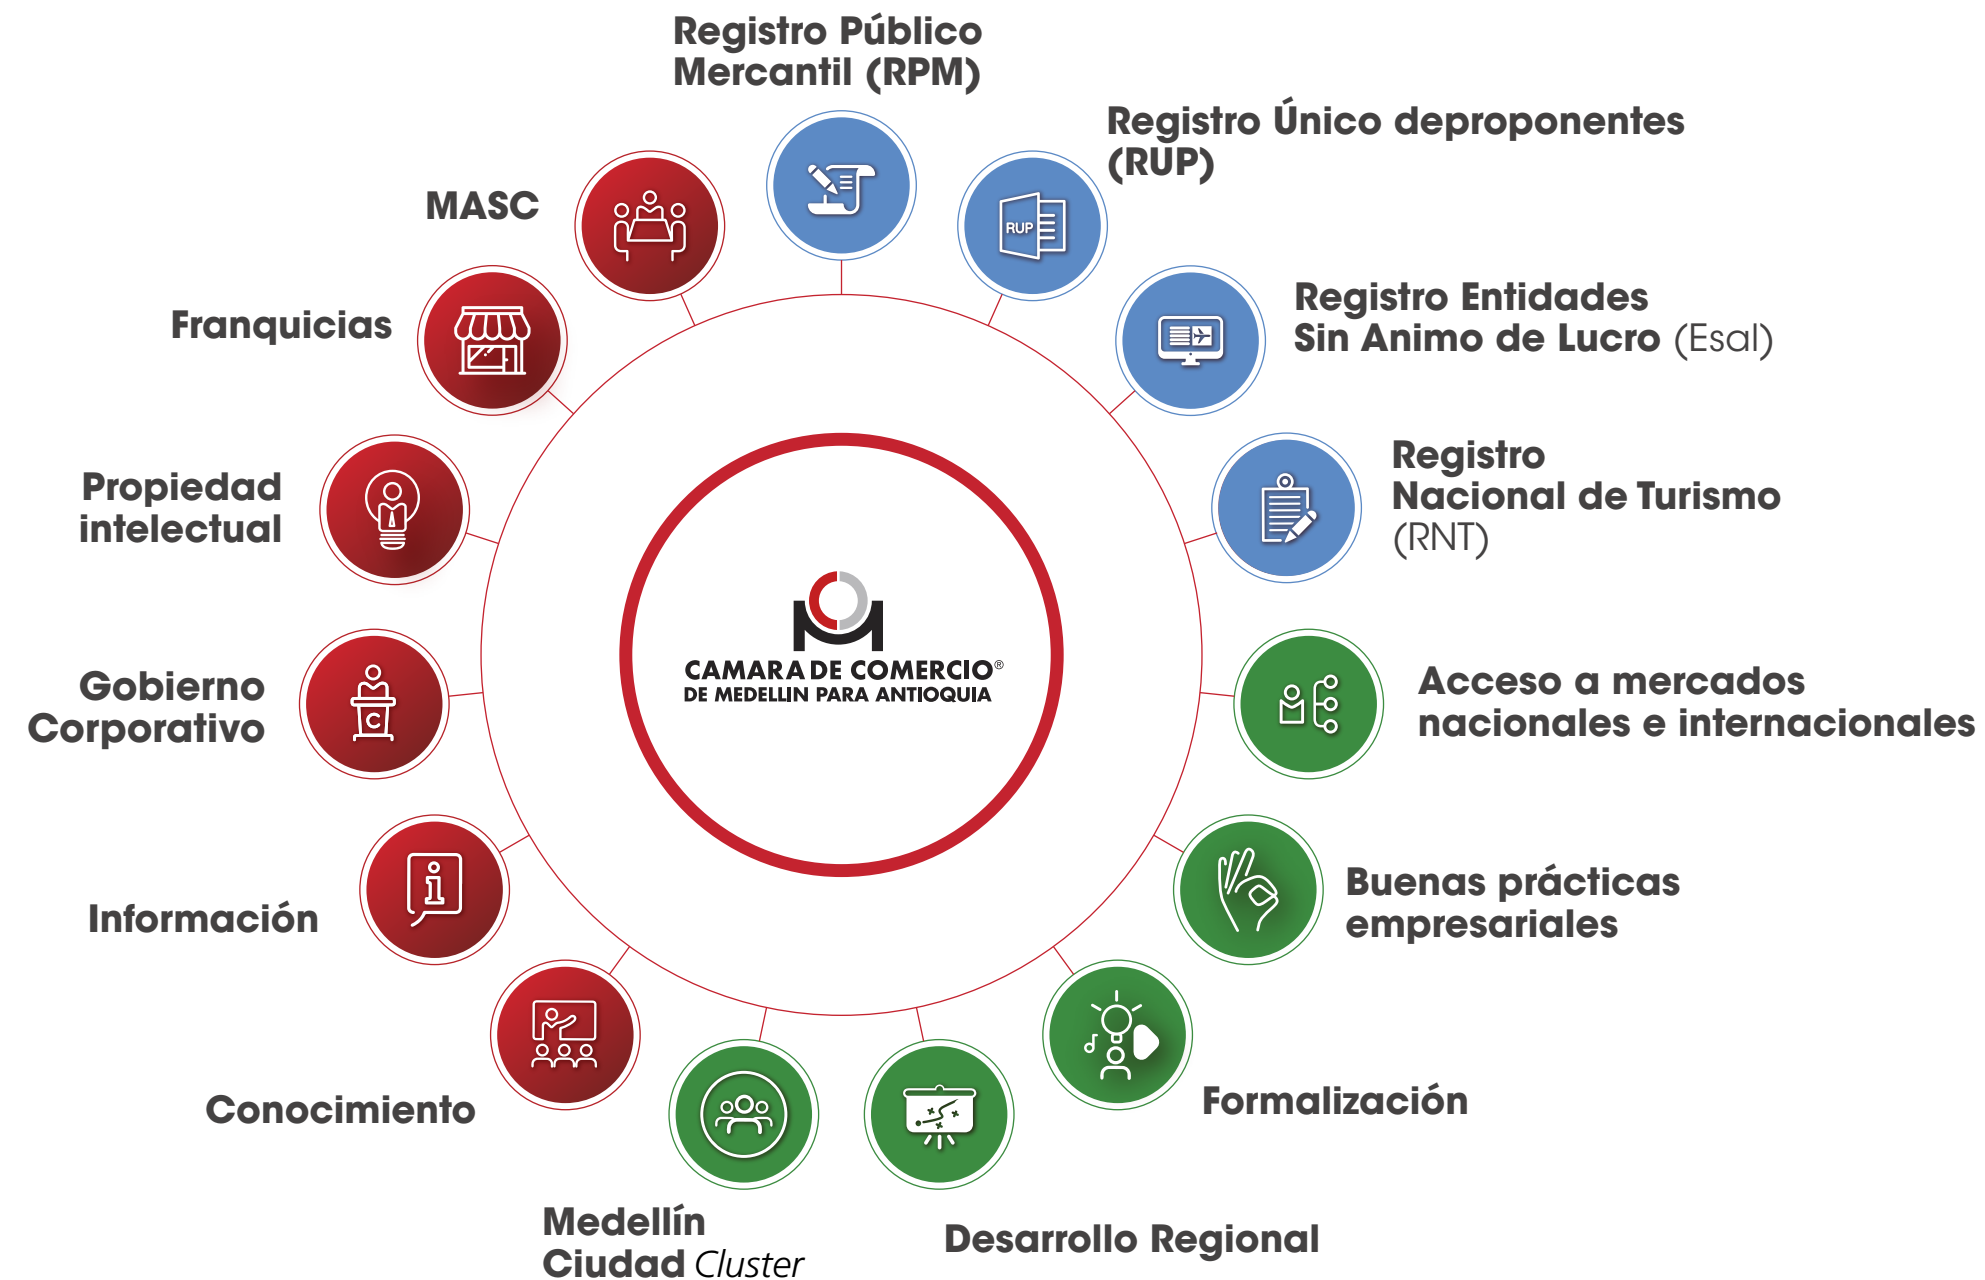 Registro Público
Mercantil (RPM)
Registro Único deproponentes
(RUP)
RUP
Registro Entidades
Sin Animo de Lucro (Esal)
Registro
Nacional de Turismo
(RNT)
Acceso a mercados
nacionales e internacionales
Buenas prácticas
empresariales
Formalización
Desarrollo Regional
Medellín
Ciudad Cluster
Conocimiento
Información
i
Gobierno
Corporativo
C
Propiedad
intelectual
Franquicias
MASC
CAMARA DE COMERCIO®
DE MEDELLIN PARA ANTIOQUIA